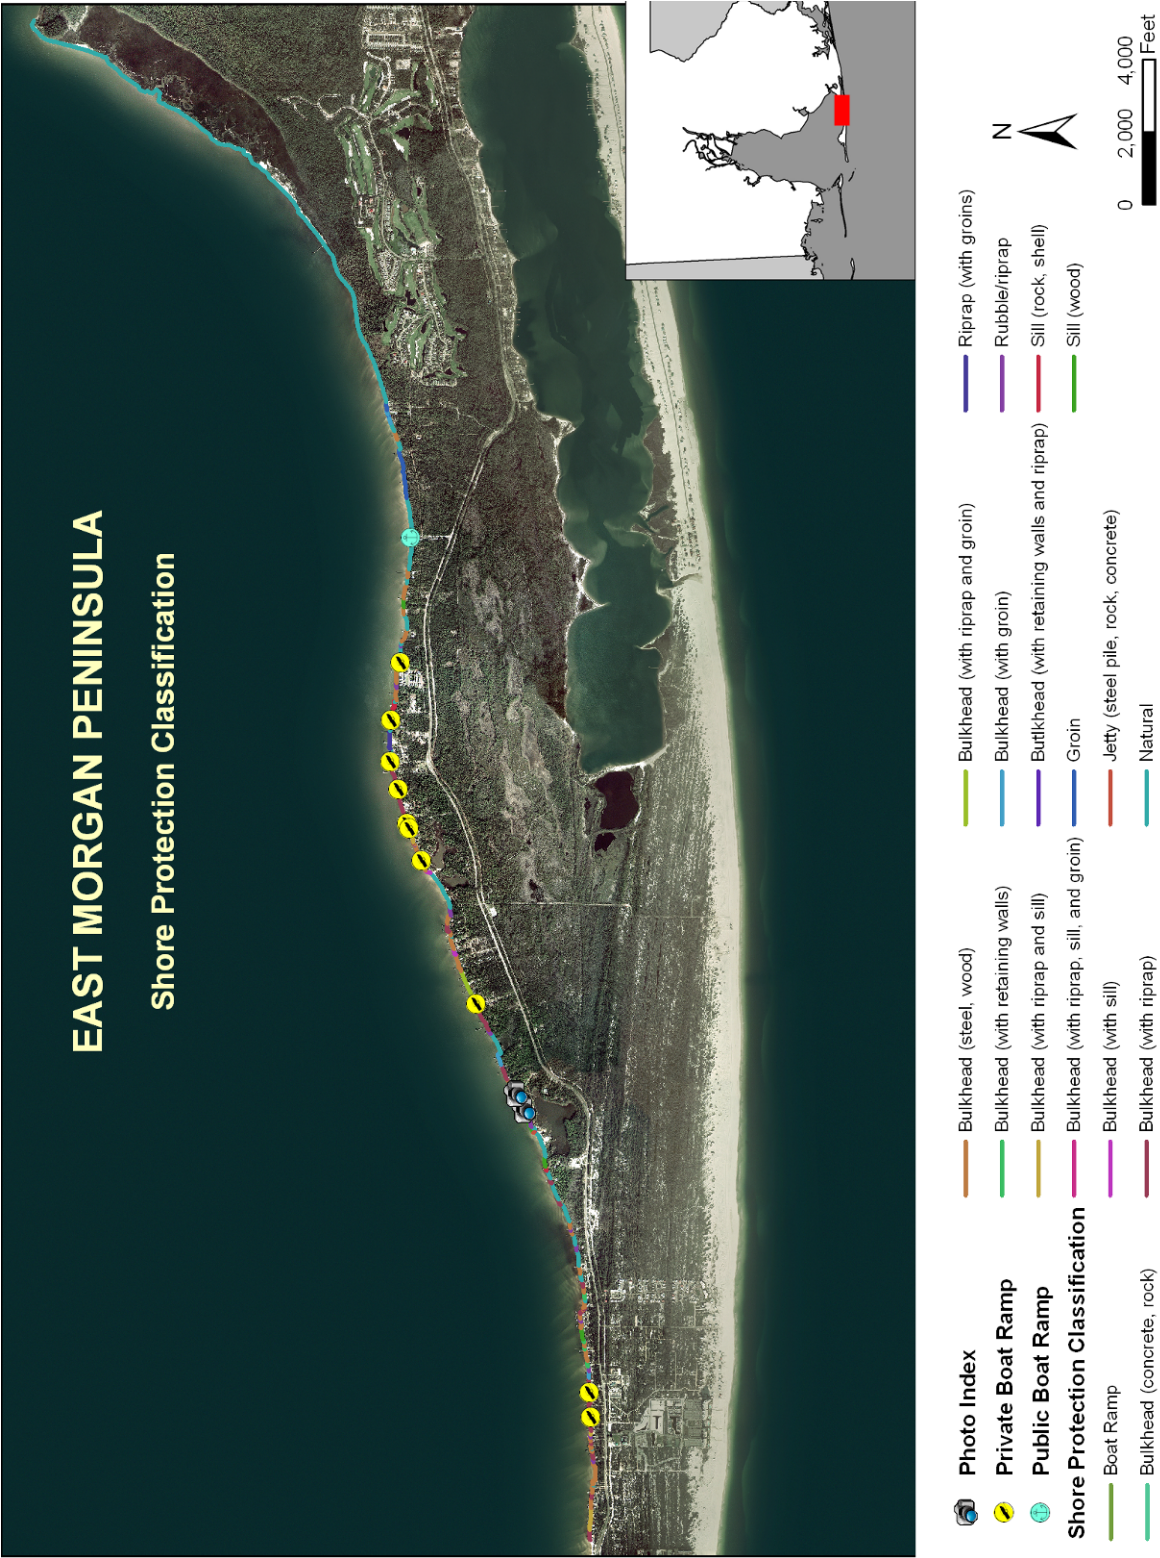 EAST MORGAN PENINSULA
Shore Protection Classification
Photo Index
Private Boat Ramp
Public Boat Ramp
Shore Protection Classification
Boat Ramp
Bulkhead (concrete, rock)
Bulkhead (steel, wood)
Bulkhead (with retaining walls)
Bulkhead (with riprap and sill)
Bulkhead (with riprap, sill, and groin)
Bulkhead (with sill)
Bulkhead (with riprap)
Bulkhead (with riprap and groin)
Bulkhead (with groin)
Butlkhead (with retaining walls and riprap)
Groin
Jetty (steel pile, rock, concrete)
Natural
Riprap (with groins)
Rubble/riprap
Sill (rock, shell)
Sill (wood)
N
0 2,000 4,000
Feet